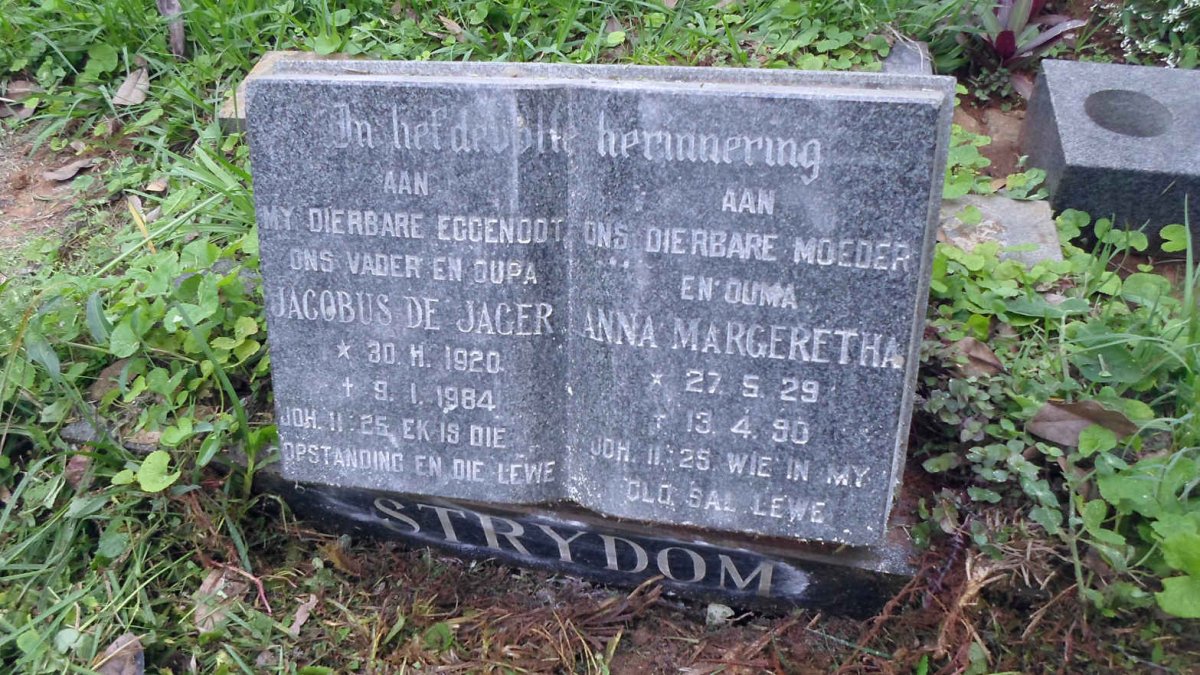 In liefdevolle herinnering
AAN
MY DIERBARE EGGENOOT
ONS VADER EN OUPA
JACOBUS DE JAGER
* 30. 11. 1920
† 9. 1. 1984
JOH. 11: 25. EK IS DIE
OPSTANDING EN DIE LEWE
AAN
ONS DIERBARE MOEDER
EN OUMA
ANNA MARGERETHA
* 27. 5. 29
† 13. 4. 90
JOH. 11: 25. WIE IN MY
GLO, SAL LEWE
STRYDOM